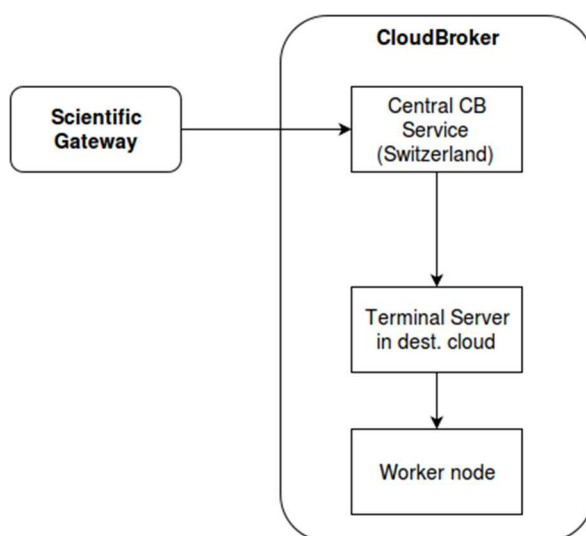 CloudBroker
Scientific
Gateway
Central CB
Service
(Switzerland)
Terminal Server
in dest. cloud
Worker node